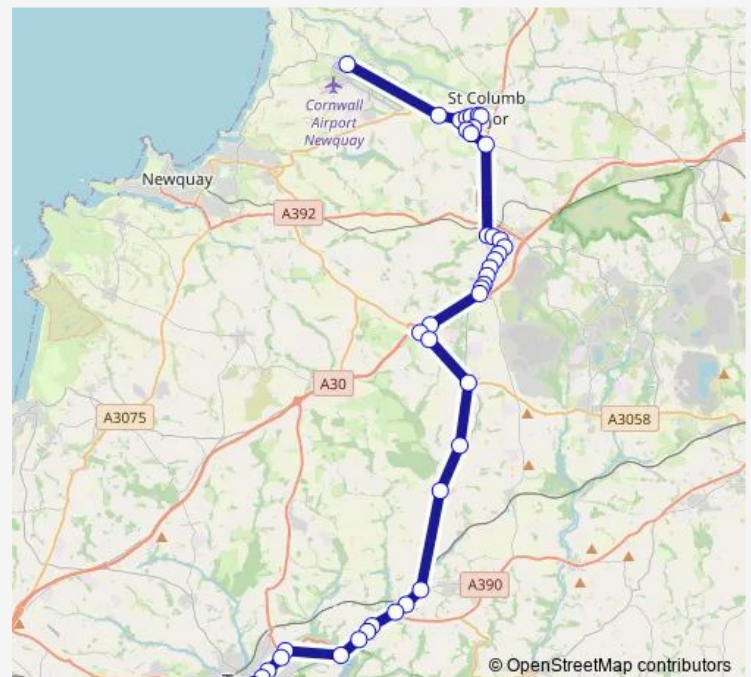 St Columb
Cornwall
Airport
Newquay
Newquay
A392
A30
A3075
A3058
A390
© OpenStreetMap contributors